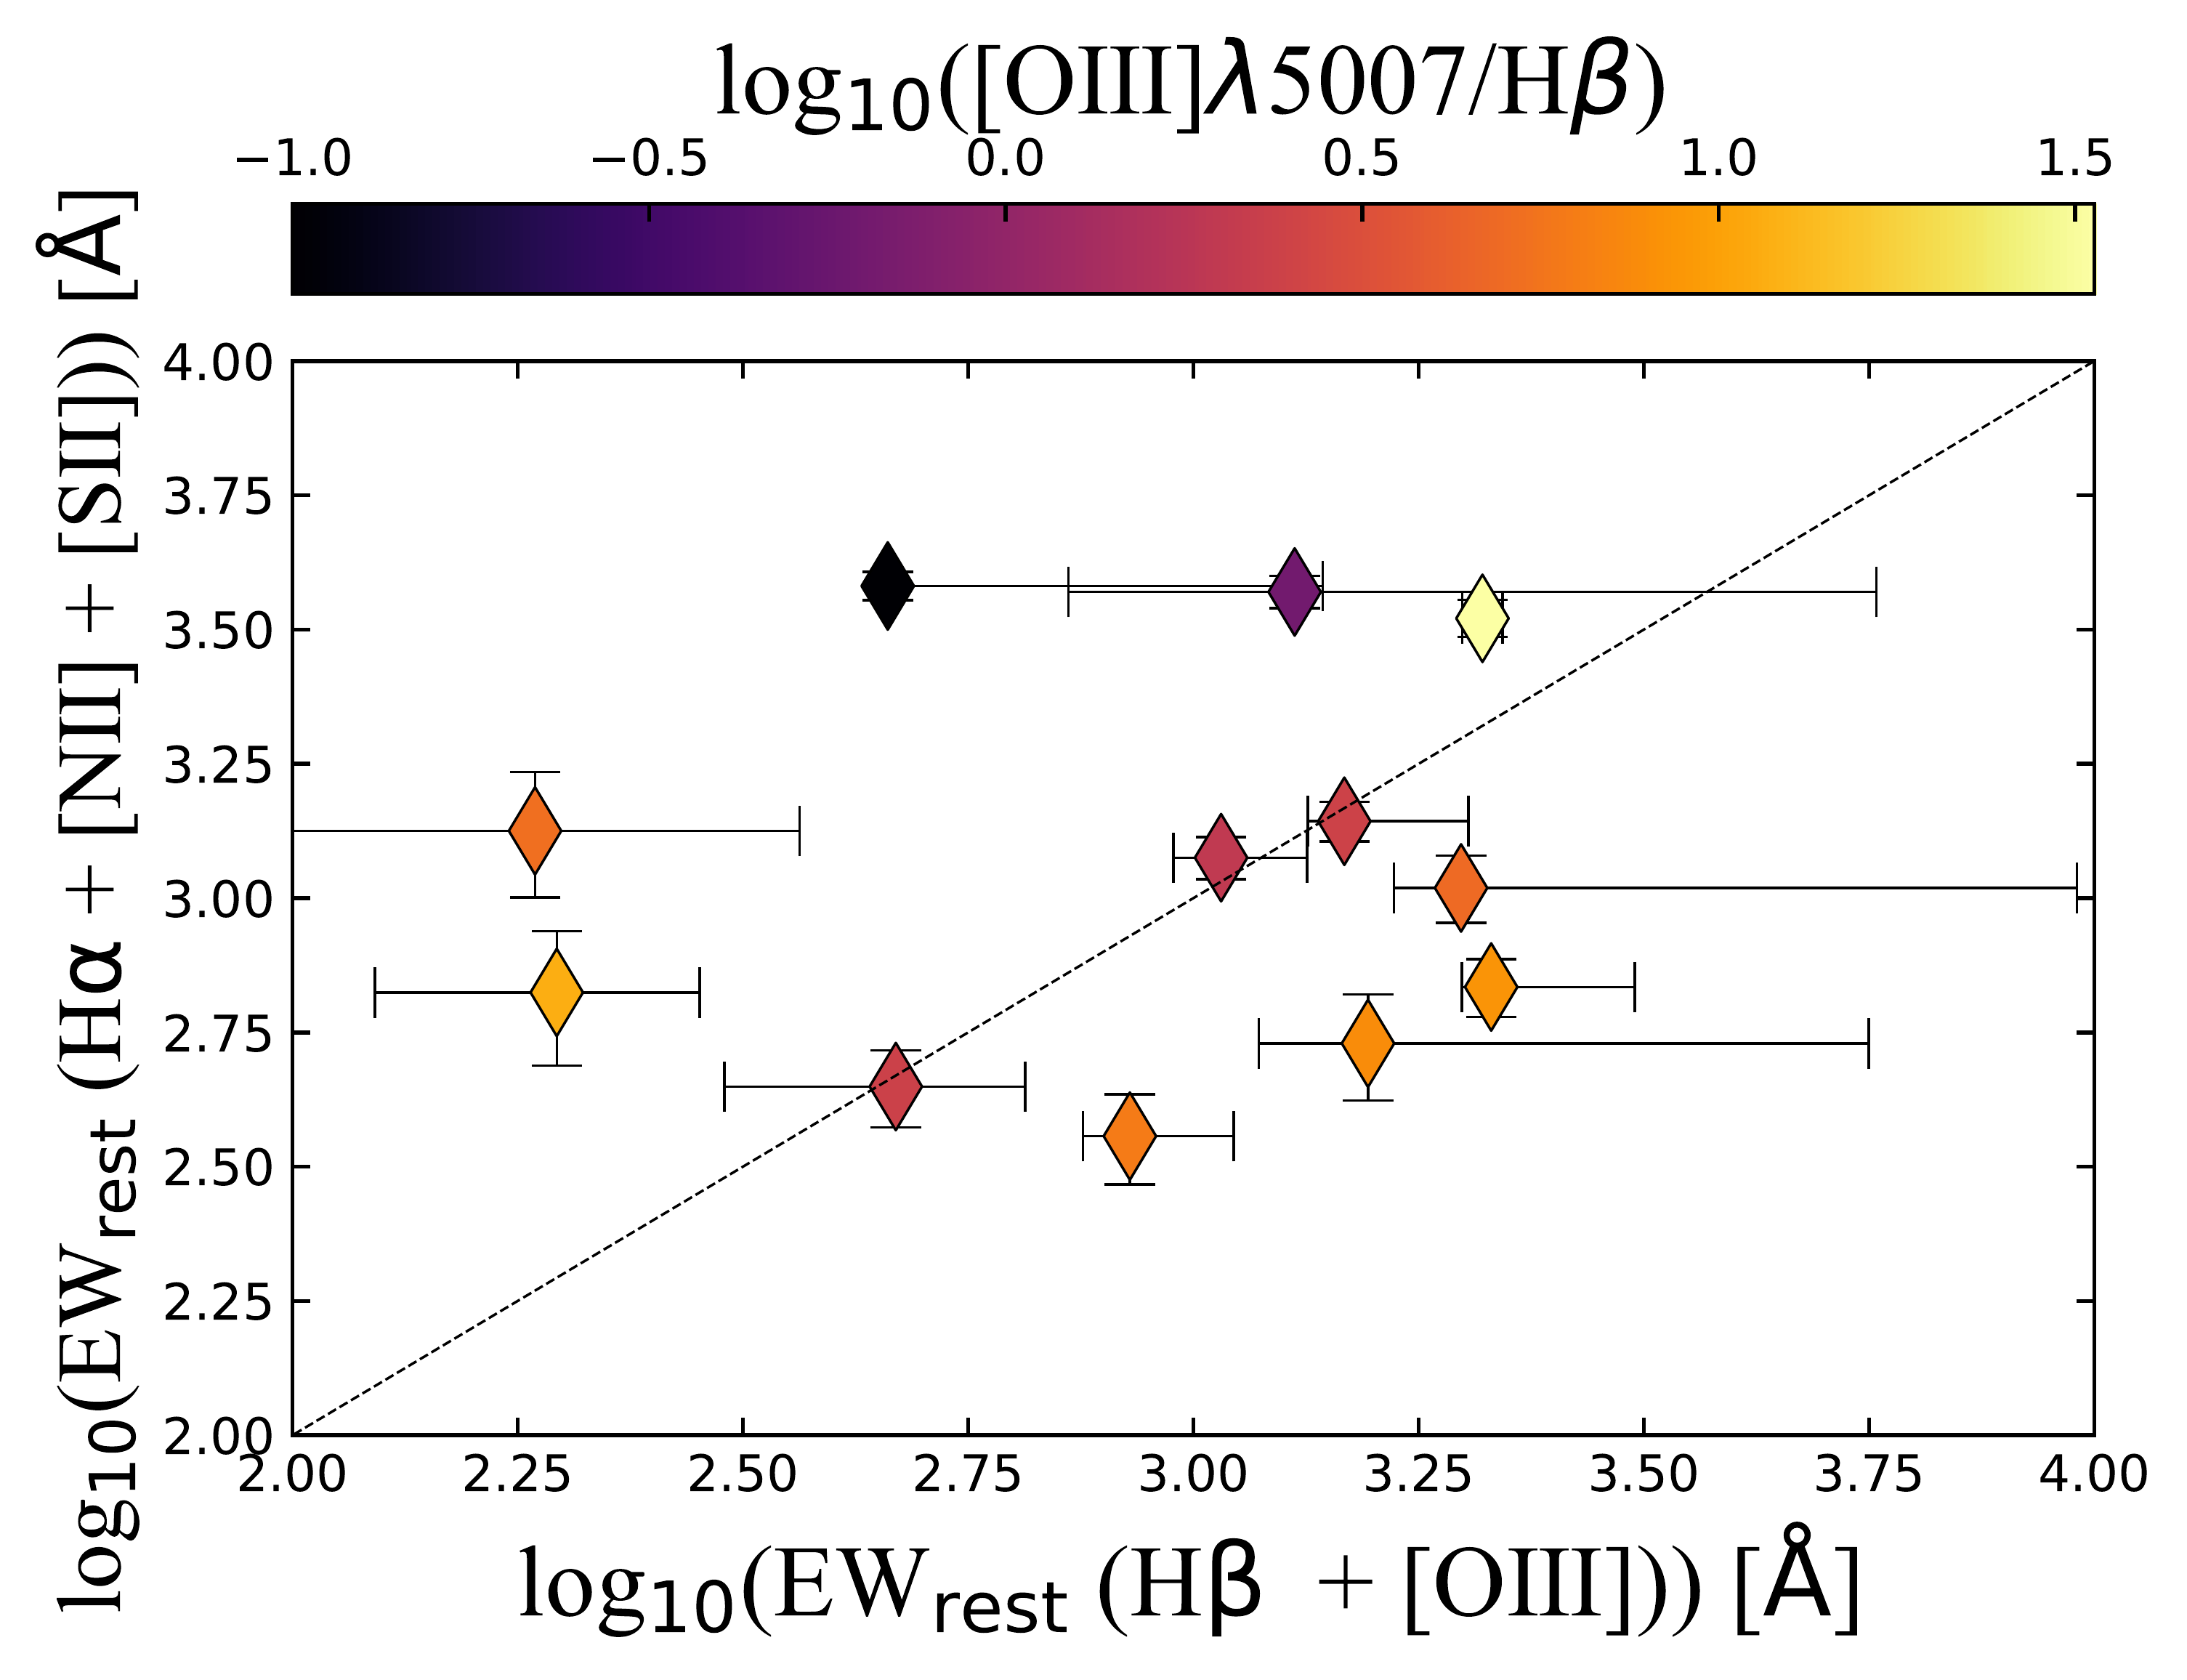 log10([OIII]λ5007/Hβ)
−1.0 −0.5 0.0 0.5 1.0 1.5
log10(EWrest (Hα + [NII] + [SII])) [Å]
4.00
3.75
3.50
3.25
3.00
2.75
2.50
2.25
2.00
2.00 2.25 2.50 2.75 3.00 3.25 3.50 3.75 4.00
log10(EWrest (Hβ + [OIII])) [Å]